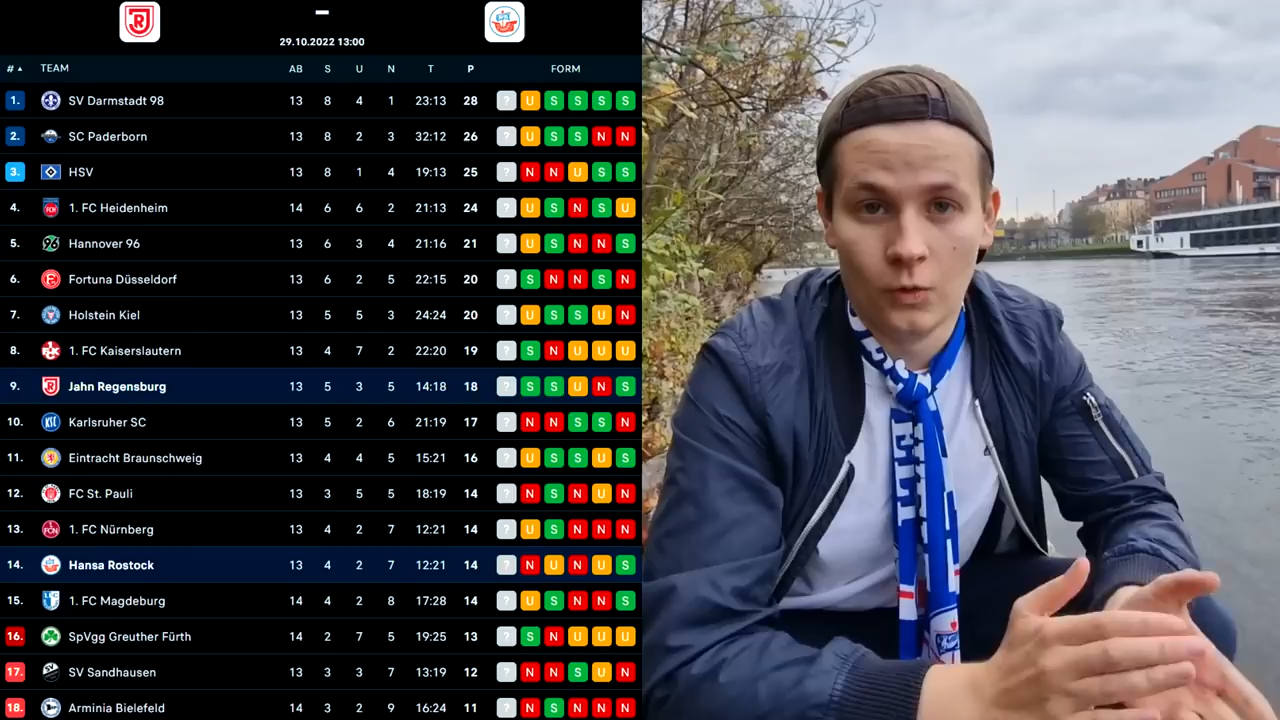 –
29.10.2022 13:00
# TEAM AB S U N T P FORM
1. SV Darmstadt 98 13 8 4 1 23:13 28 ? U S S S S
2. SC Paderborn 13 8 2 3 32:12 26 ? U S S N N
3. HSV 13 8 1 4 19:13 25 ? N N U S S
4. 1. FC Heidenheim 14 6 6 2 21:13 24 ? U S N S U
5. Hannover 96 13 6 3 4 21:16 21 ? U S N N S
6. Fortuna Düsseldorf 13 6 2 5 22:15 20 ? S N N S N
7. Holstein Kiel 13 5 5 3 24:24 20 ? U S S U N
8. 1. FC Kaiserslautern 13 4 7 2 22:20 19 ? S N U U U
9. Jahn Regensburg 13 5 3 5 14:18 18 ? S S U N S
10. Karlsruher SC 13 5 2 6 21:19 17 ? N N S S N
11. Eintracht Braunschweig 13 4 4 5 15:21 16 ? U S S U S
12. FC St. Pauli 13 3 5 5 18:19 14 ? N S N U N
13. 1. FC Nürnberg 13 4 2 7 12:21 14 ? U S N N N
14. Hansa Rostock 13 4 2 7 12:21 14 ? N U N U S
15. 1. FC Magdeburg 14 4 2 8 17:28 14 ? U S N N S
16. SpVgg Greuther Fürth 14 2 7 5 19:25 13 ? S N U U U
17. SV Sandhausen 13 3 3 7 13:19 12 ? N N S U N
18. Arminia Bielefeld 14 3 2 9 16:24 11 ? N S N N N